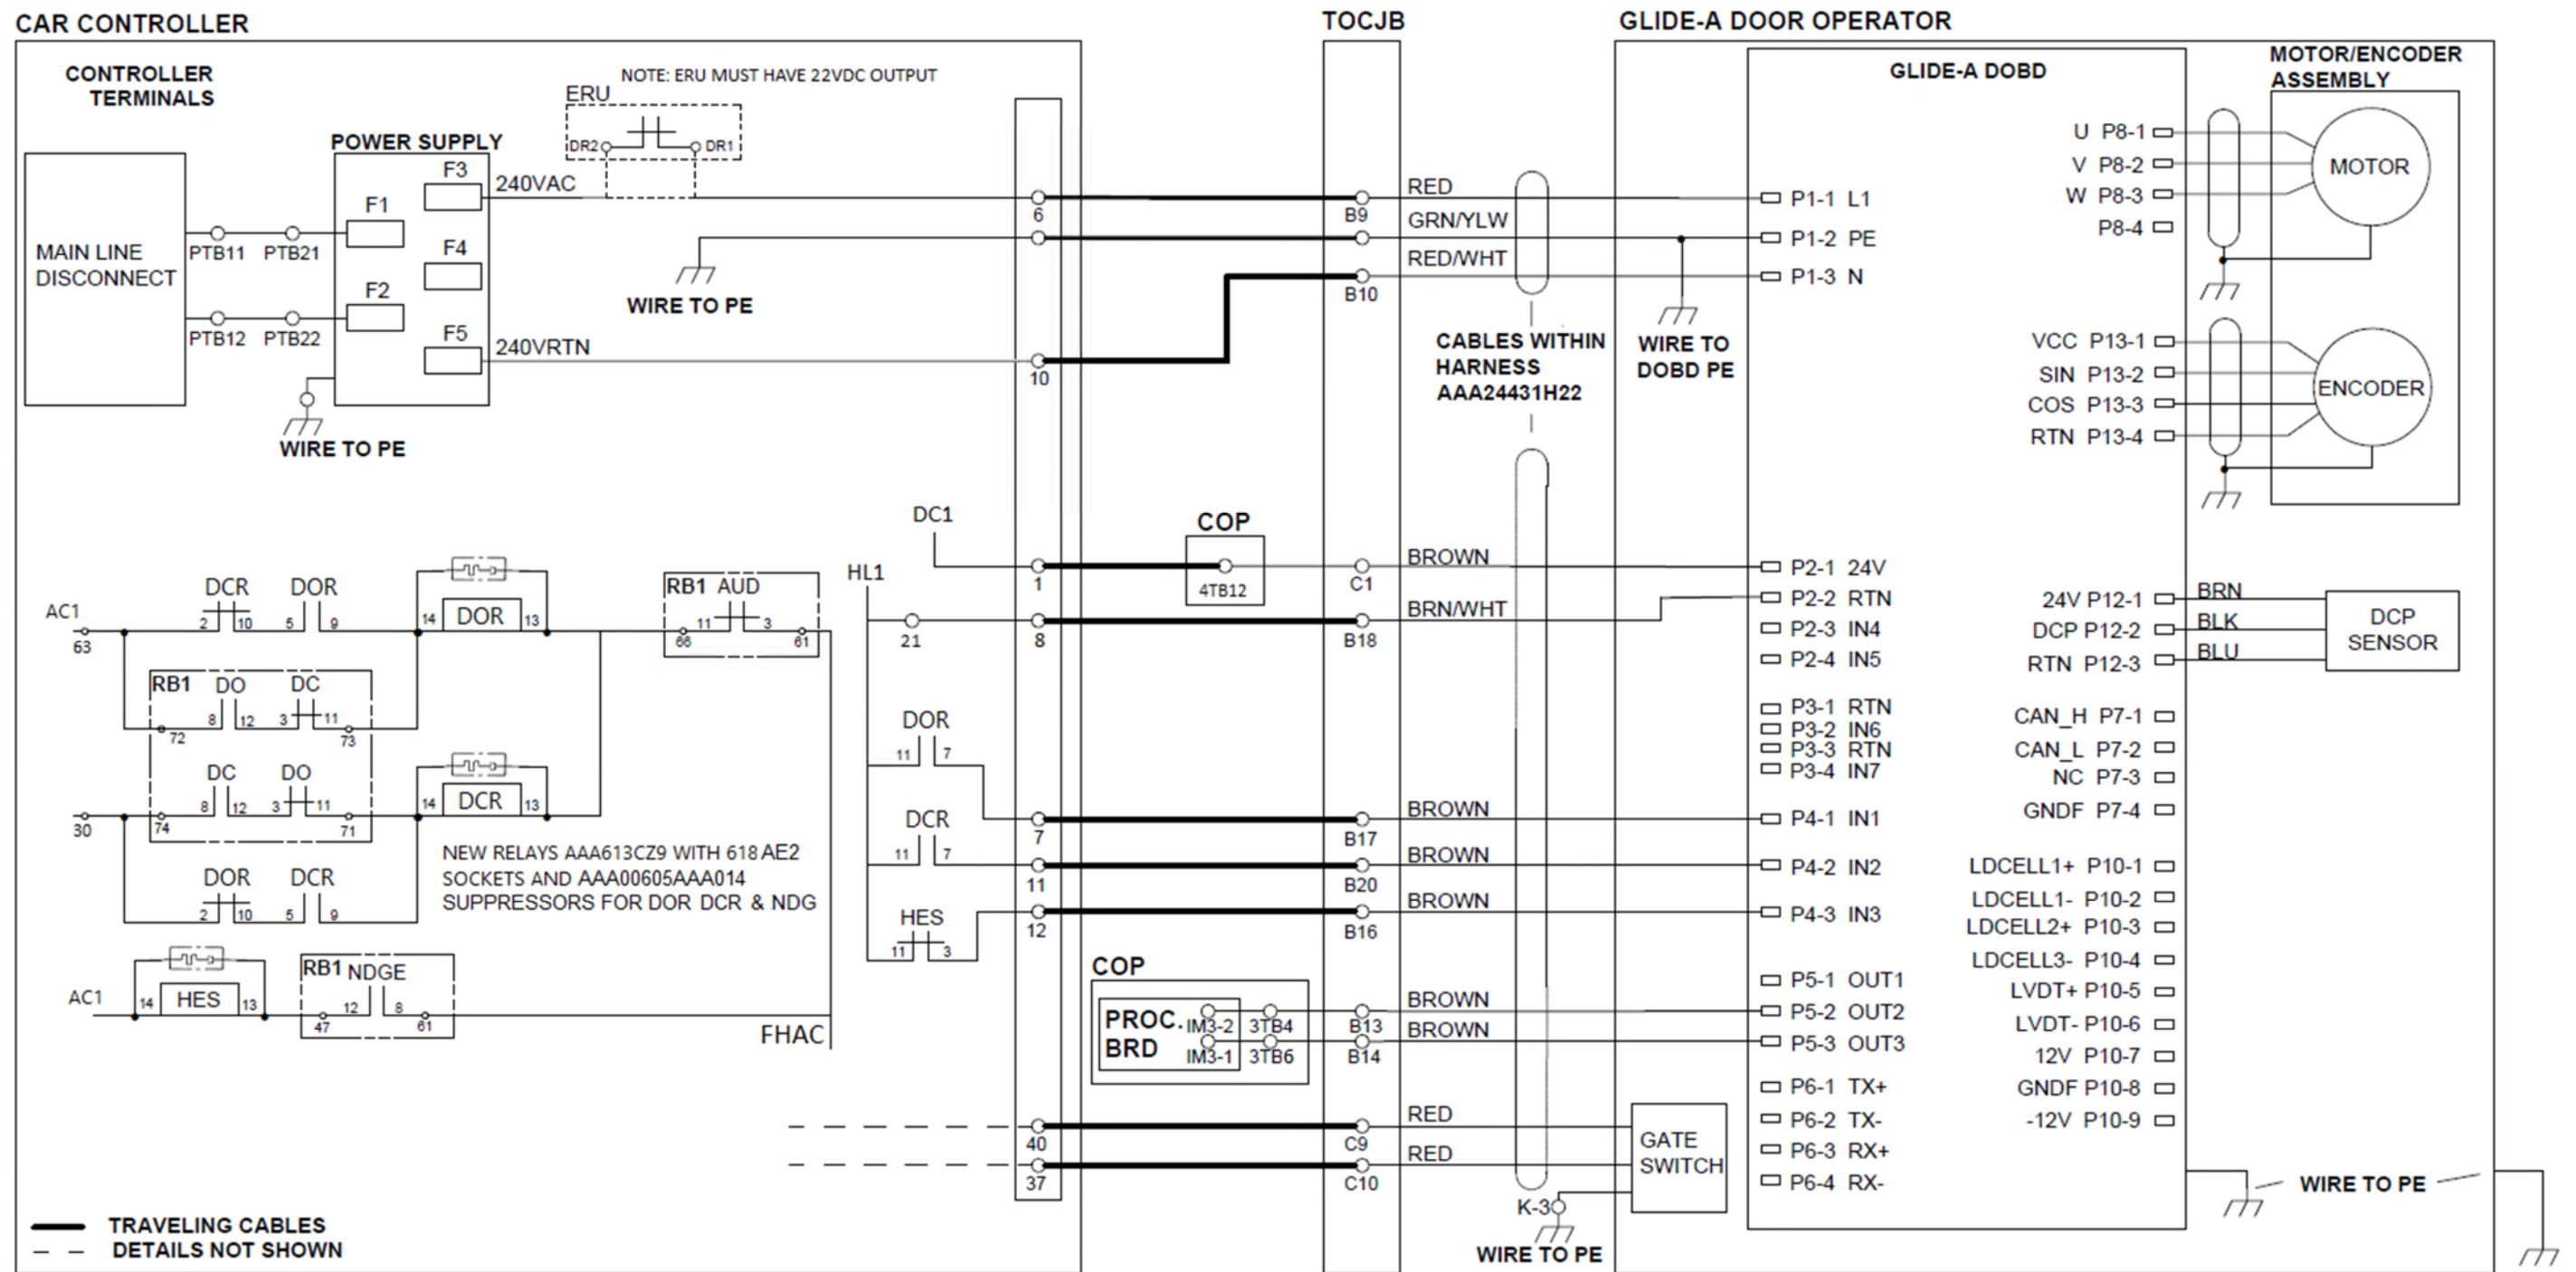 CAR CONTROLLER
TOCJB
GLIDE-A DOOR OPERATOR
CONTROLLER
TERMINALS
NOTE: ERU MUST HAVE 22VDC OUTPUT
ERU
DR2
DR1
POWER SUPPLY
MAIN LINE
DISCONNECT
PTB11
PTB21
PTB12
PTB22
F1
F2
F3
F4
F5
240VAC
240VRTN
WIRE TO PE
WIRE TO PE
6
10
B9
B10
RED
GRN/YLW
RED/WHT
CABLES WITHIN
HARNESS
AAA24431H22
WIRE TO
DOBD PE
GLIDE-A DOBD
P1-1 L1
P1-2 PE
P1-3 N
MOTOR/ENCODER
ASSEMBLY
U P8-1
V P8-2
W P8-3
P8-4
MOTOR
VCC P13-1
SIN P13-2
COS P13-3
RTN P13-4
ENCODER
AC1
63
DCR
2
10
DOR
5
9
14
DOR
13
RB1 AUD
66
11
3
61
RB1
DO
8
12
DC
3
11
72
73
DC
8
12
DO
3
11
74
71
30
14
DCR
13
DOR
2
10
DCR
5
9
NEW RELAYS AAA613CZ9 WITH 618 AE2
SOCKETS AND AAA00605AAA014
SUPPRESSORS FOR DOR DCR & NDG
AC1
14
HES
13
RB1 NDGE
47
12
8
61
FHAC
DC1
HL1
21
1
8
DOR
11
7
DCR
11
7
HES
11
3
7
11
12
COP
4TB12
C1
B18
B17
B20
B16
BROWN
BRN/WHT
BROWN
BROWN
BROWN
COP
PROC.
BRD
IM3-2
3TB4
IM3-1
3TB6
B13
B14
BROWN
BROWN
40
37
C9
C10
RED
RED
GATE
SWITCH
K-3
WIRE TO PE
P2-1 24V
P2-2 RTN
P2-3 IN4
P2-4 IN5
P3-1 RTN
P3-2 IN6
P3-3 RTN
P3-4 IN7
P4-1 IN1
P4-2 IN2
P4-3 IN3
P5-1 OUT1
P5-2 OUT2
P5-3 OUT3
P6-1 TX+
P6-2 TX-
P6-3 RX+
P6-4 RX-
24V P12-1
DCP P12-2
RTN P12-3
BRN
BLK
BLU
DCP
SENSOR
CAN_H P7-1
CAN_L P7-2
NC P7-3
GNDF P7-4
LDCELL1+ P10-1
LDCELL1- P10-2
LDCELL2+ P10-3
LDCELL3- P10-4
LVDT+ P10-5
LVDT- P10-6
12V P10-7
GNDF P10-8
-12V P10-9
WIRE TO PE
TRAVELING CABLES
DETAILS NOT SHOWN